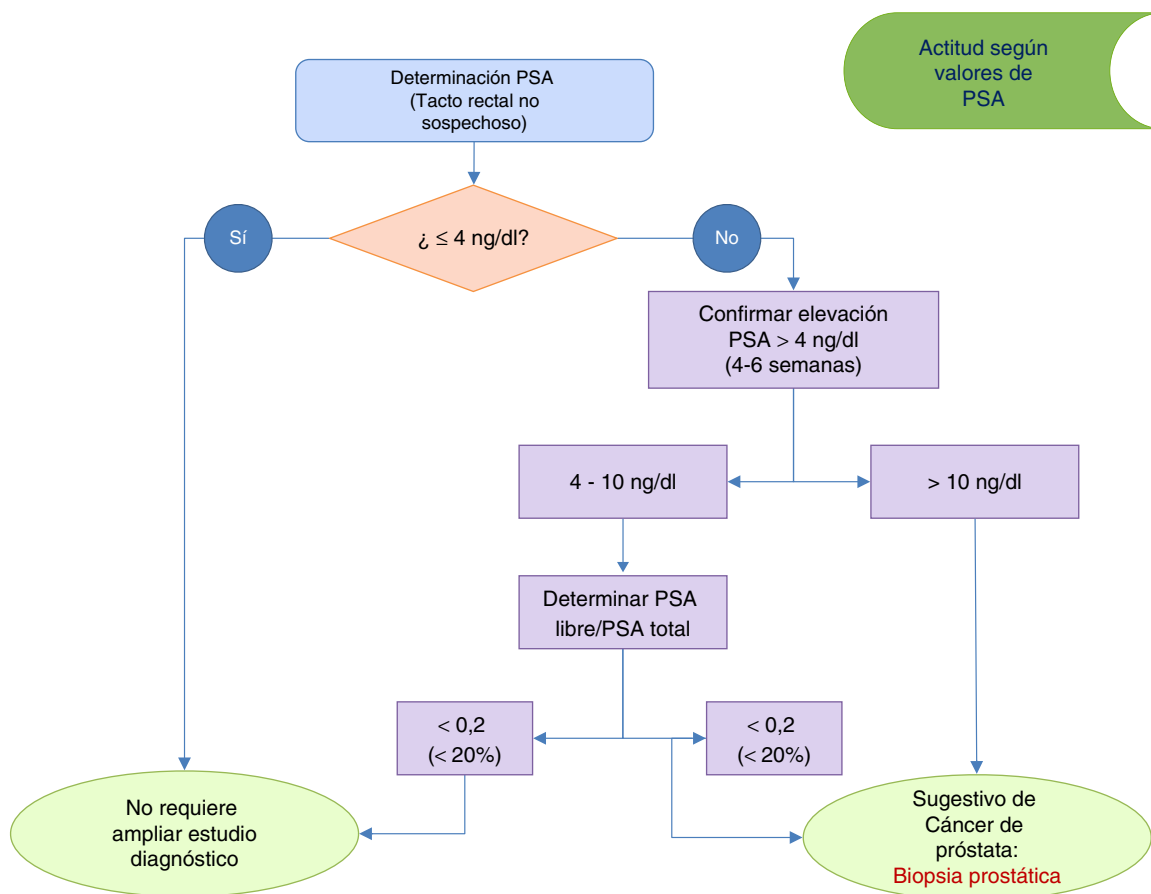 Actitud según
valores de
PSA
Determinación PSA
(Tacto rectal no
sospechoso)
Sí
¿ ≤ 4 ng/dl?
No
Confirmar elevación
PSA > 4 ng/dl
(4-6 semanas)
4 - 10 ng/dl
> 10 ng/dl
Determinar PSA
libre/PSA total
< 0,2
(< 20%)
< 0,2
(< 20%)
No requiere
ampliar estudio
diagnóstico
Sugestivo de
Cáncer de
próstata:
Biopsia prostática